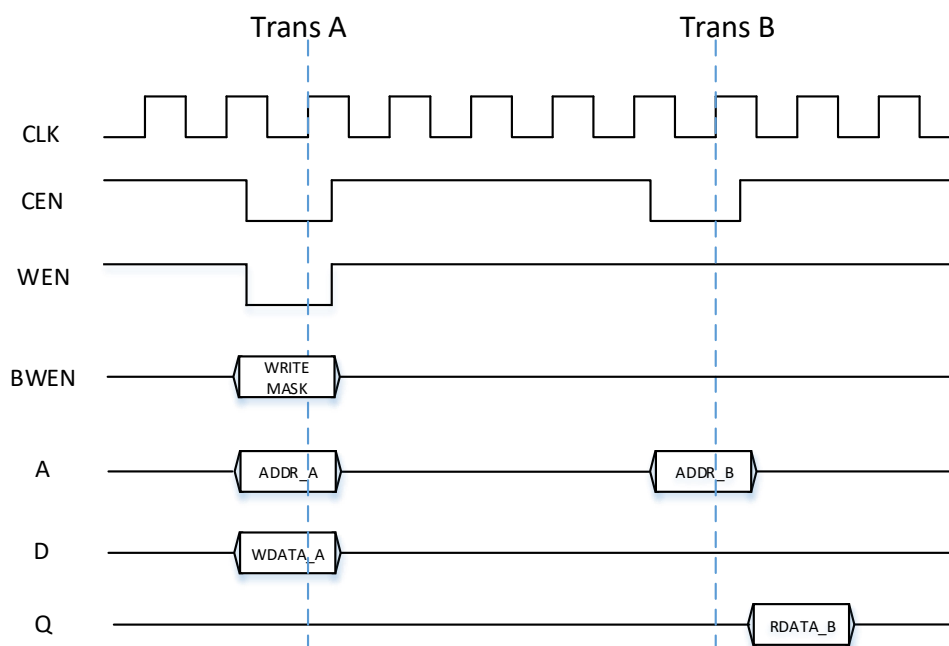 Trans A
Trans B
CLK
CEN
WEN
BWEN
WRITE
MASK
A
ADDR_A
ADDR_B
D
WDATA_A
Q
RDATA_B